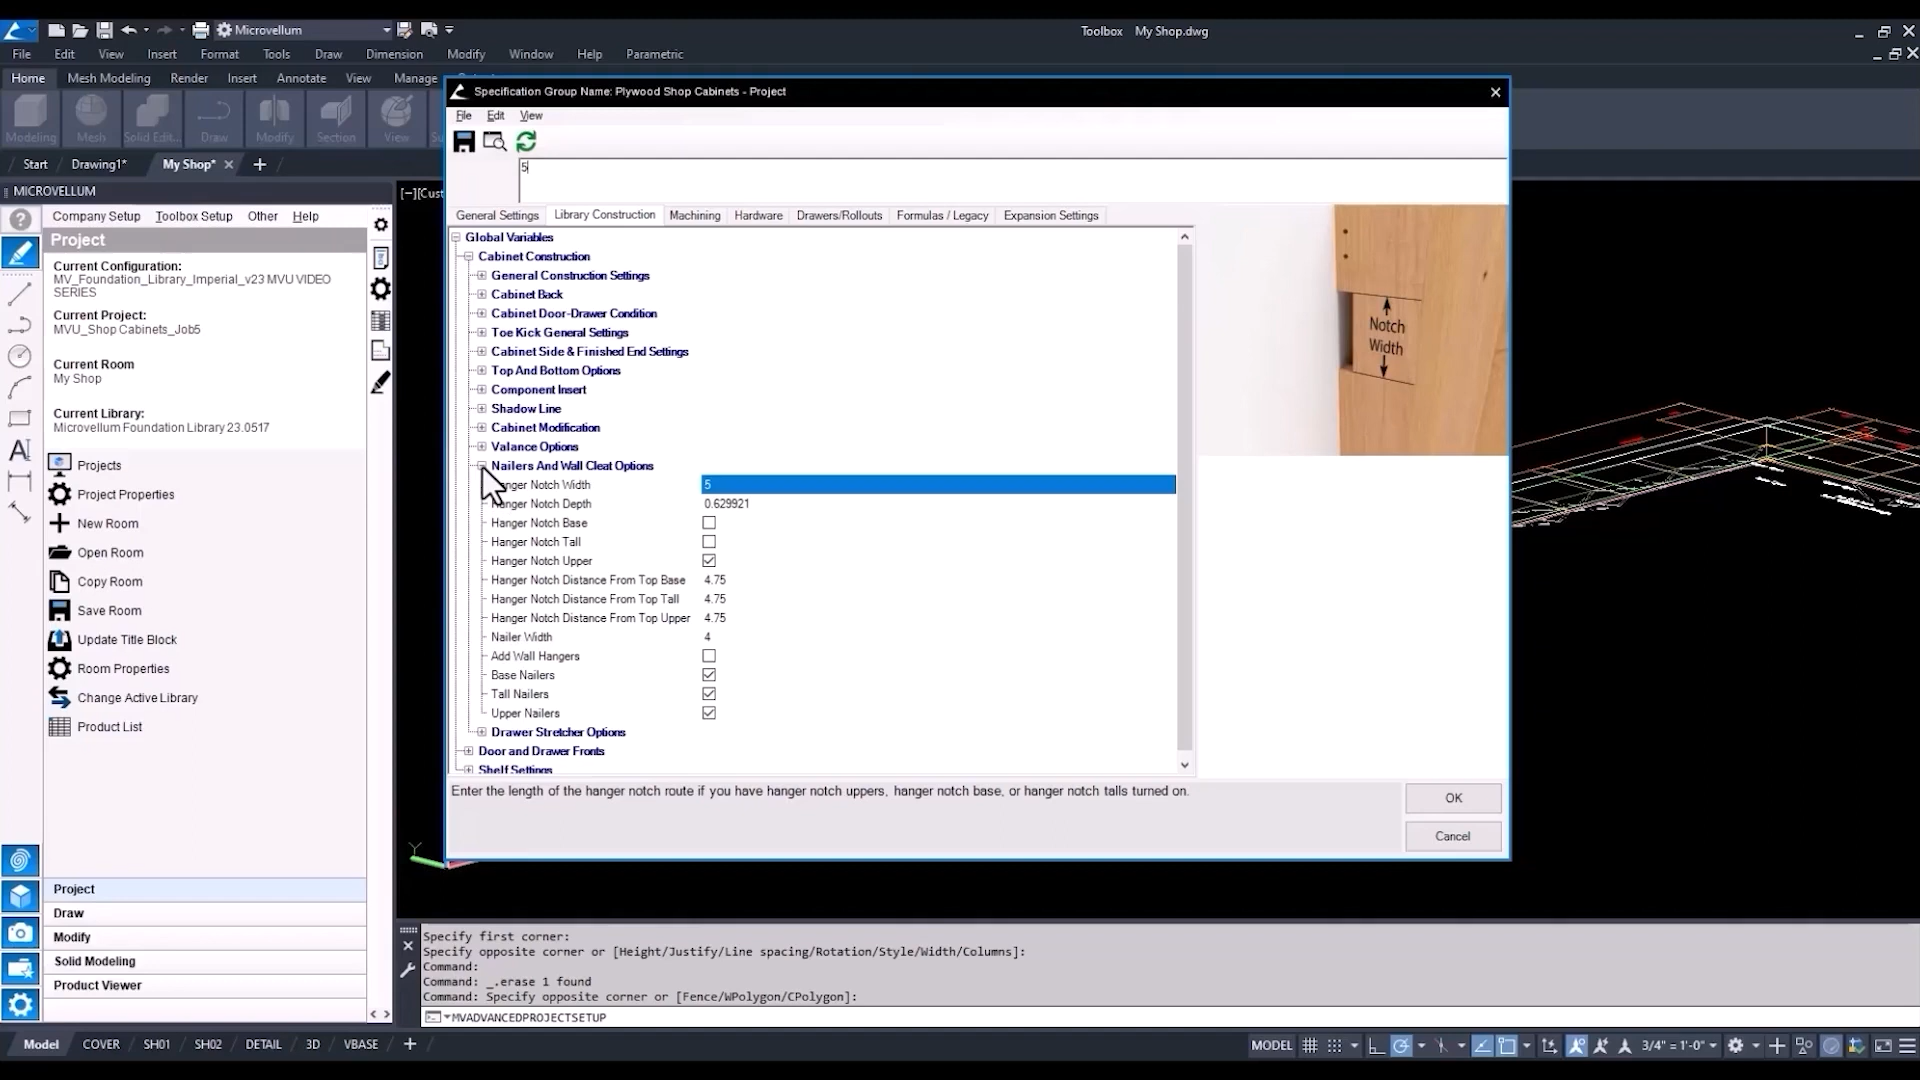 Microvellum
Toolbox My Shop.dwg
File Edit View Insert Format Tools Draw Dimension Modify Window Help Parametric
Home Mesh Modeling Render Insert Annotate View Manage
Modeling Mesh Solid Edit... Draw Modify Section View
Start Drawing1* My Shop*
MICROVELLUM
Company Setup Toolbox Setup Other Help
Project
Current Configuration:
MV_Foundation_Library_Imperial_v23 MVU VIDEO
SERIES
Current Project:
MVU_Shop Cabinets_Job5
Current Room
My Shop
Current Library:
Microvellum Foundation Library 23.0517
Projects
Project Properties
New Room
Open Room
Copy Room
Save Room
Update Title Block
Room Properties
Change Active Library
Product List
Project
Draw
Modify
Solid Modeling
Product Viewer
[−][Cust
Specification Group Name: Plywood Shop Cabinets - Project
File Edit View
5
General Settings Library Construction Machining Hardware Drawers/Rollouts Formulas / Legacy Expansion Settings
Global Variables
Cabinet Construction
General Construction Settings
Cabinet Back
Cabinet Door-Drawer Condition
Toe Kick General Settings
Cabinet Side & Finished End Settings
Top And Bottom Options
Component Insert
Shadow Line
Cabinet Modification
Valance Options
Nailers And Wall Cleat Options
anger Notch Width 5
Hanger Notch Depth 0.629921
Hanger Notch Base
Hanger Notch Tall
Hanger Notch Upper
Hanger Notch Distance From Top Base 4.75
Hanger Notch Distance From Top Tall 4.75
Hanger Notch Distance From Top Upper 4.75
Nailer Width 4
Add Wall Hangers
Base Nailers
Tall Nailers
Upper Nailers
Drawer Stretcher Options
Door and Drawer Fronts
Shelf Settings
Notch
Width
Enter the length of the hanger notch route if you have hanger notch uppers, hanger notch base, or hanger notch talls turned on.
OK
Cancel
Specify first corner:
Specify opposite corner or [Height/Justify/Line spacing/Rotation/Style/Width/Columns]:
Command:
Command: _.erase 1 found
Command: Specify opposite corner or [Fence/WPolygon/CPolygon]:
MVADVANCEDPROJECTSETUP
Model COVER SH01 SH02 DETAIL 3D VBASE
MODEL 3/4" = 1'-0"